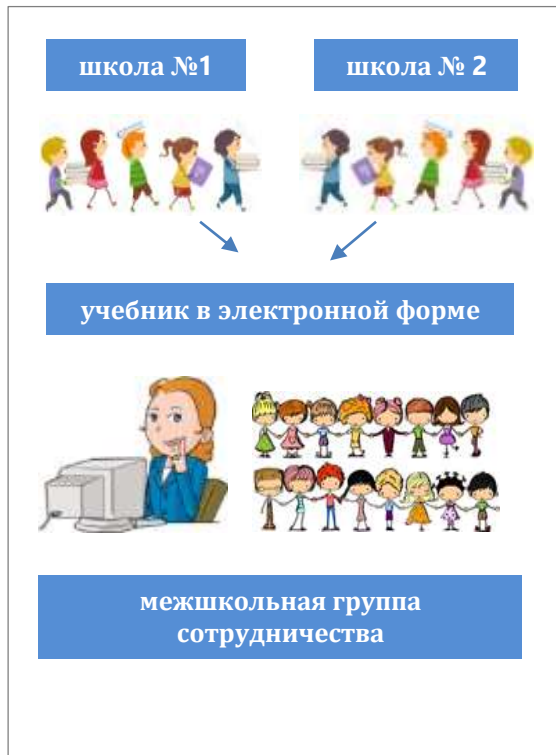 школа №1
школа № 2
учебник в электронной форме
межшкольная группа
сотрудничества